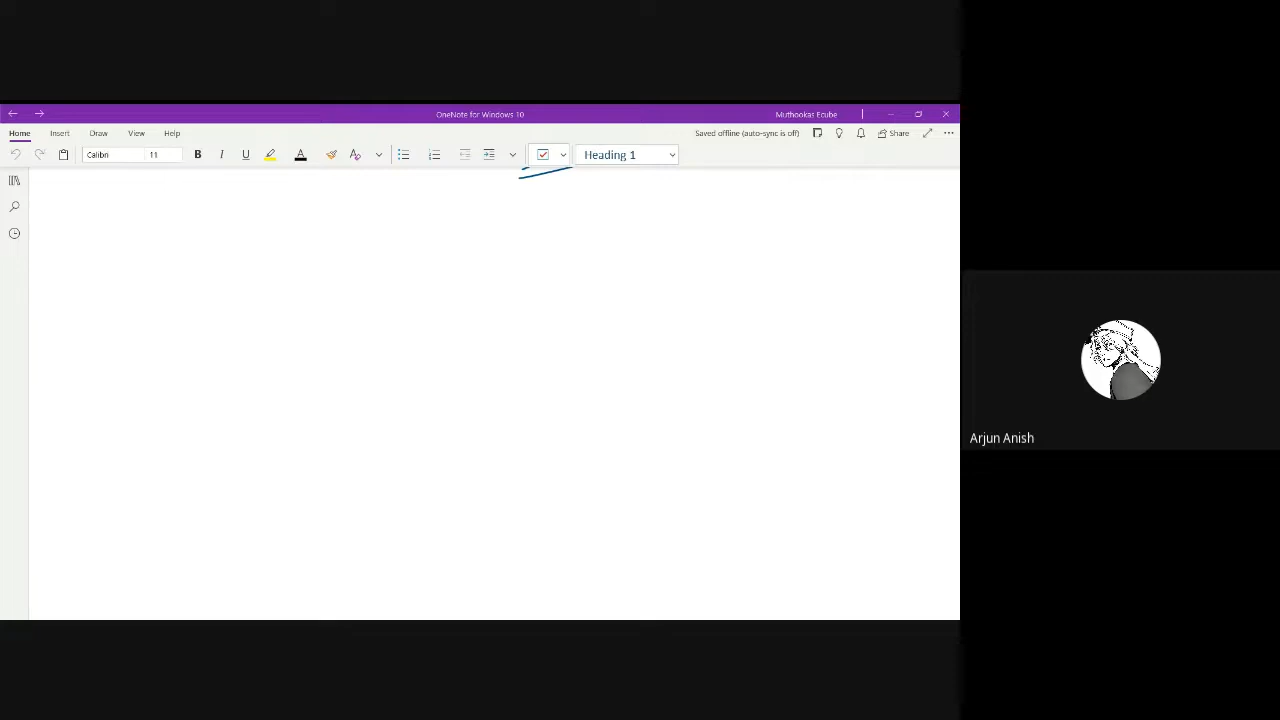 OneNote for Windows 10
Muthookas Ecube
Home Insert Draw View Help
Saved offline (auto-sync is off)
Share
Calibri 11 B I U A A Heading 1
Arjun Anish